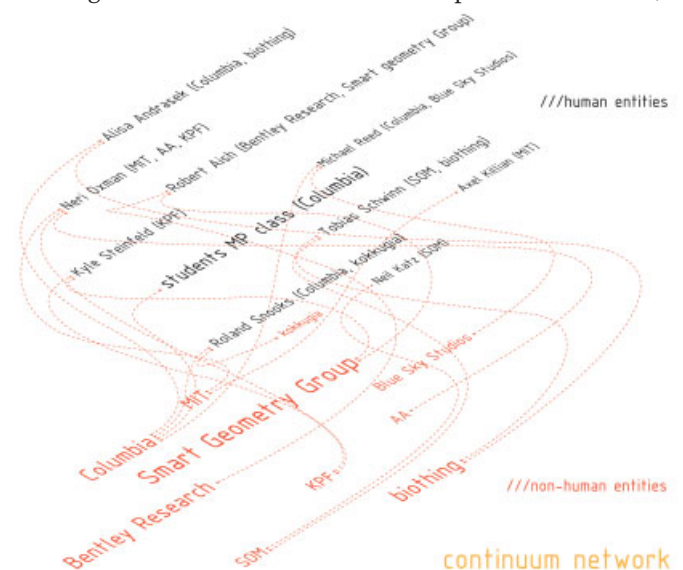 Alisa Andrasek (Columbia, biothing)
Robert Aish (Bentley Research, Smart geometry Group)
Michael Reed (Columbia, Blue Sky Studios)
///human entities
Neri Oxman (MIT, AA, KPF)
Tobias Schwinn (SOM, biothing)
Axel Kilian (MIT)
students MP class (Columbia)
Kyle Steinfeld (KPF)
Roland Snooks (Columbia, kokkugia)
Neil Katz (SOM)
kokkugia
MIT
Smart Geometry Group
Blue Sky Studios
AA
Columbia
KPF
biothing
///non-human entities
Bentley Research
SOM
continuum network